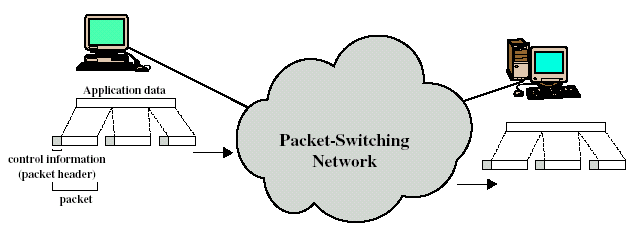 Application data
control information
(packet header)
packet
Packet-Switching
Network